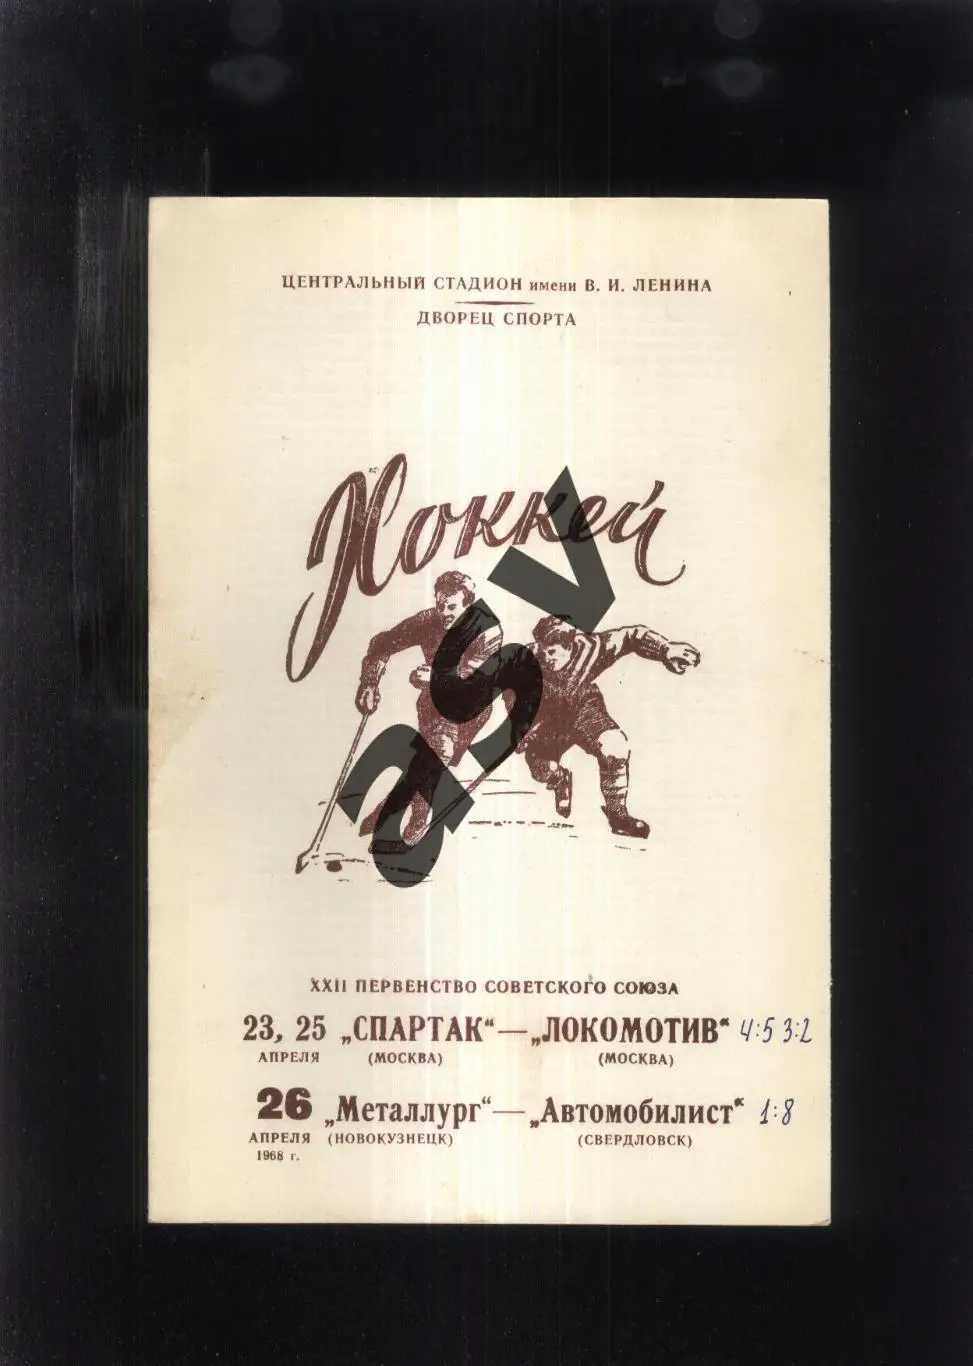 ЦЕНТРАЛЬНЫЙ СТАДИОН имени В. И. ЛЕНИНА
ДВОРЕЦ СПОРТА
Хоккей
asv
XXII ПЕРВЕНСТВО СОВЕТСКОГО СОЮЗА
23, 25 „СПАРТАК“ — „ЛОКОМОТИВ“ 4:5 3:2
АПРЕЛЯ (МОСКВА) (МОСКВА)
26 „Металлург“ — „Автомобилист“ 1:8
АПРЕЛЯ (НОВОКУЗНЕЦК) (СВЕРДЛОВСК)
1968 г.